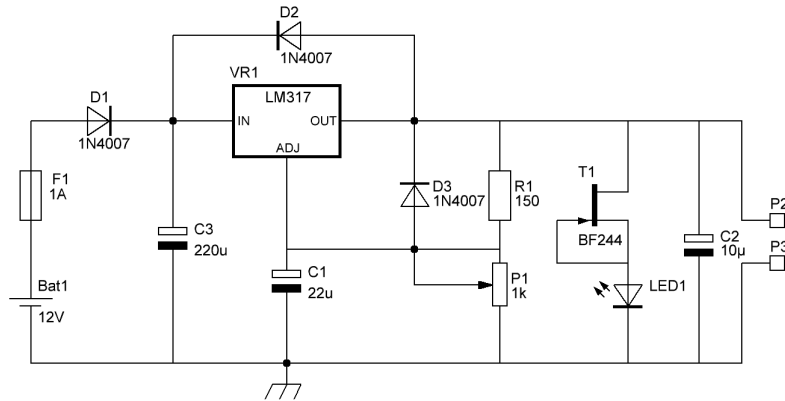 D2
1N4007
VR1
LM317
D1
IN
OUT
1N4007
ADJ
T1
F1
1A
D3
1N4007
R1
150
P2
BF244
C3
220u
C2
10µ
P3
C1
22u
P1
1k
Bat1
12V
LED1